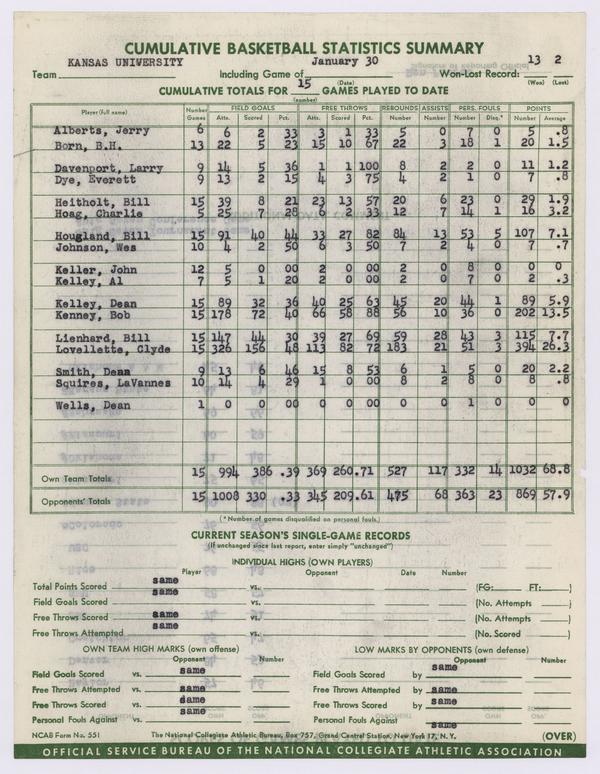 CUMULATIVE BASKETBALL STATISTICS SUMMARY
Team KANSAS UNIVERSITY Including Game of January 30 (Date) Won-Lost Record: 13 (Won) 2 (Lost)
CUMULATIVE TOTALS FOR 15 (number) GAMES PLAYED TO DATE
Player (full name) Number Games FIELD GOALS Atts. Scored Pct. FREE THROWS Atts. Scored Pct. REBOUNDS Number ASSISTS Number PERS. FOULS Number Disq.* POINTS Number Average
Alberts, Jerry 6 6 2 33 3 1 33 5 0 7 0 5 .8
Born, B.H. 13 22 5 23 15 10 67 22 3 18 1 20 1.5
Davenport, Larry 9 14 5 36 1 1 100 8 2 2 0 11 1.2
Dye, Everett 9 13 2 15 4 3 75 4 2 1 0 7 .8
Heitholt, Bill 15 39 8 21 23 13 57 20 6 23 0 29 1.9
Hoag, Charlie 5 25 7 28 6 2 33 12 7 14 1 16 3.2
Hougland, Bill 15 91 40 44 33 27 82 84 13 53 5 107 7.1
Johnson, Wes 10 4 2 50 6 3 50 7 2 4 0 7 .7
Keller, John 12 5 0 00 2 0 00 2 0 8 0 0 0
Kelley, Al 7 5 1 20 2 0 00 2 0 7 0 2 .3
Kelley, Dean 15 89 32 36 40 25 63 45 20 44 1 89 5.9
Kenney, Bob 15 178 72 40 66 58 88 56 10 36 0 202 13.5
Lienhard, Bill 15 147 44 30 39 27 69 59 28 43 3 115 7.7
Lovellette, Clyde 15 326 156 48 113 82 72 183 21 51 3 394 26.3
Smith, Dean 9 13 6 46 15 8 53 6 1 5 0 20 2.2
Squires, LaVannes 10 14 4 29 1 0 00 8 2 8 0 8 .8
Wells, Dean 1 0 0 00 0 0 00 0 0 1 0 0 0
Own Team Totals 15 994 386 .39 369 260 .71 527 117 332 14 1032 68.8
Opponents' Totals 15 1008 330 .33 345 209 .61 475 68 363 23 869 57.9
(*Number of games disqualified on personal fouls.)
CURRENT SEASON'S SINGLE-GAME RECORDS
(If unchanged since last report, enter simply "unchanged")
INDIVIDUAL HIGHS (OWN PLAYERS)
Player Opponent Date Number
Total Points Scored same vs. (FG: FT: )
Field Goals Scored same vs. (No. Attempts )
Free Throws Scored same vs. (No. Attempts )
Free Throws Attempted same vs. (No. Scored )
OWN TEAM HIGH MARKS (own offense) LOW MARKS BY OPPONENTS (own defense)
Opponent Number Opponent Number
Field Goals Scored vs. same Field Goals Scored by same
Free Throws Attempted vs. same Free Throws Attempted by same
Free Throws Scored vs. same Free Throws Scored by same
Personal Fouls Against vs. same Personal Fouls Against by same
NCAB Form No. 551 The National Collegiate Athletic Bureau, Box 757, Grand Central Station, New York 17, N. Y. (OVER)
OFFICIAL SERVICE BUREAU OF THE NATIONAL COLLEGIATE ATHLETIC ASSOCIATION